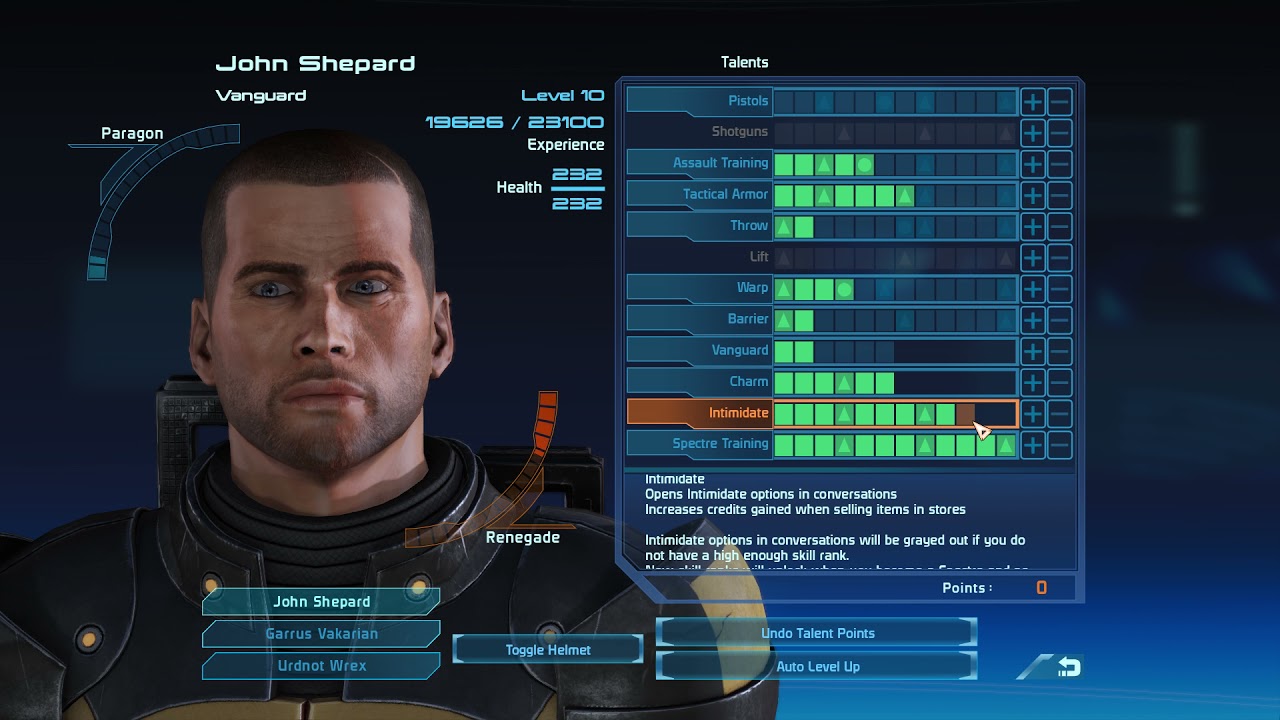 John Shepard
Vanguard
Level 10
19626 / 23100
Experience
Health
232
232
Paragon
Renegade
Talents
Pistols
Shotguns
Assault Training
Tactical Armor
Throw
Lift
Warp
Barrier
Vanguard
Charm
Intimidate
Spectre Training
Intimidate
Opens Intimidate options in conversations
Increases credits gained when selling items in stores
Intimidate options in conversations will be grayed out if you do
not have a high enough skill rank.
Points: 0
John Shepard
Garrus Vakarian
Urdnot Wrex
Toggle Helmet
Undo Talent Points
Auto Level Up